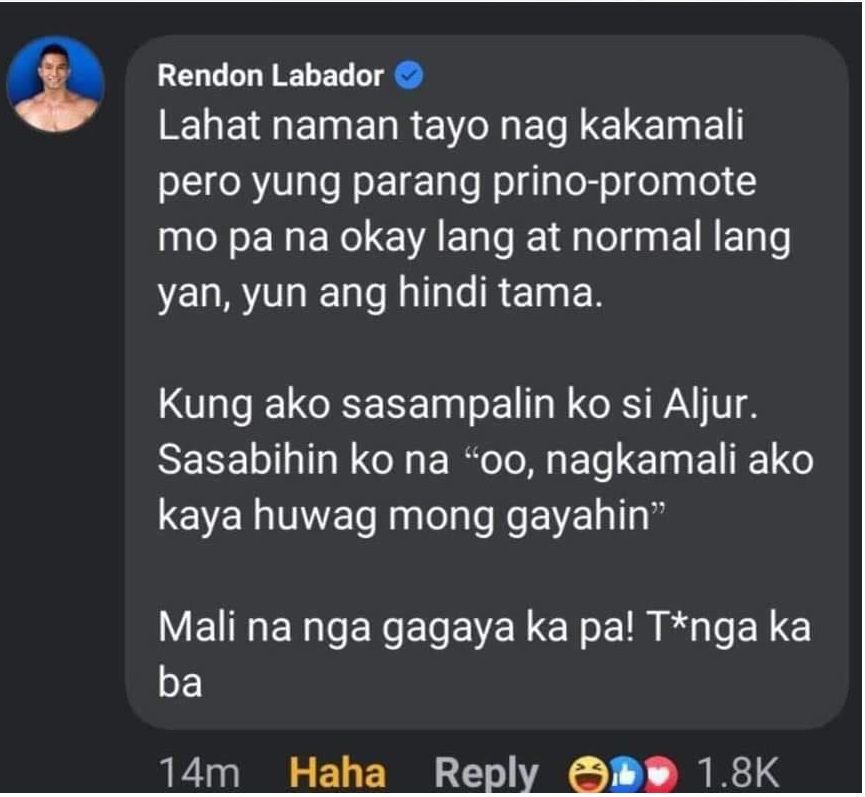 Rendon Labador
Lahat naman tayo nag kakamali
pero yung parang prino-promote
mo pa na okay lang at normal lang
yan, yun ang hindi tama.
Kung ako sasampalin ko si Aljur.
Sasabihin ko na “oo, nagkamali ako
kaya huwag mong gayahin”
Mali na nga gagaya ka pa! T*nga ka
ba
14m Haha Reply 1.8K